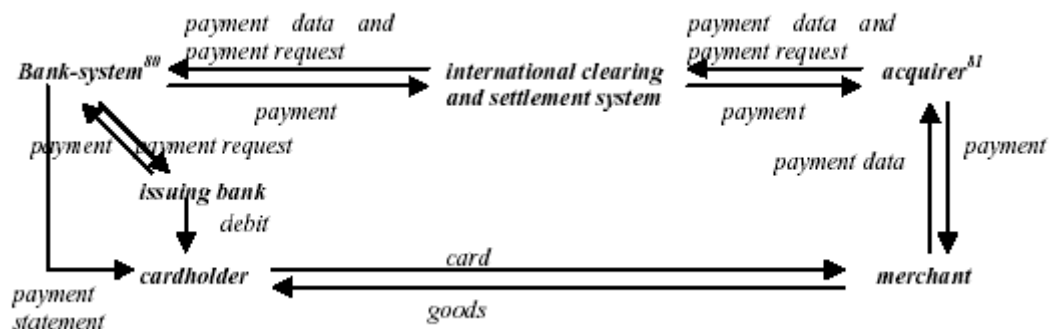 payment data and
payment request
payment data and
payment request
Bank-system80
international clearing
and settlement system
acquirer81
payment
payment
payment
payment request
payment data
payment
issuing bank
debit
cardholder
card
merchant
payment
statement
goods